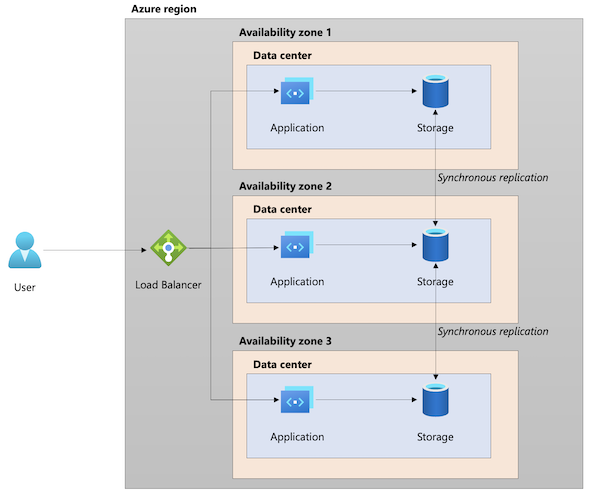 Azure region
Availability zone 1
Data center
Application
Storage
Synchronous replication
Availability zone 2
Data center
User
Load Balancer
Application
Storage
Synchronous replication
Availability zone 3
Data center
Application
Storage